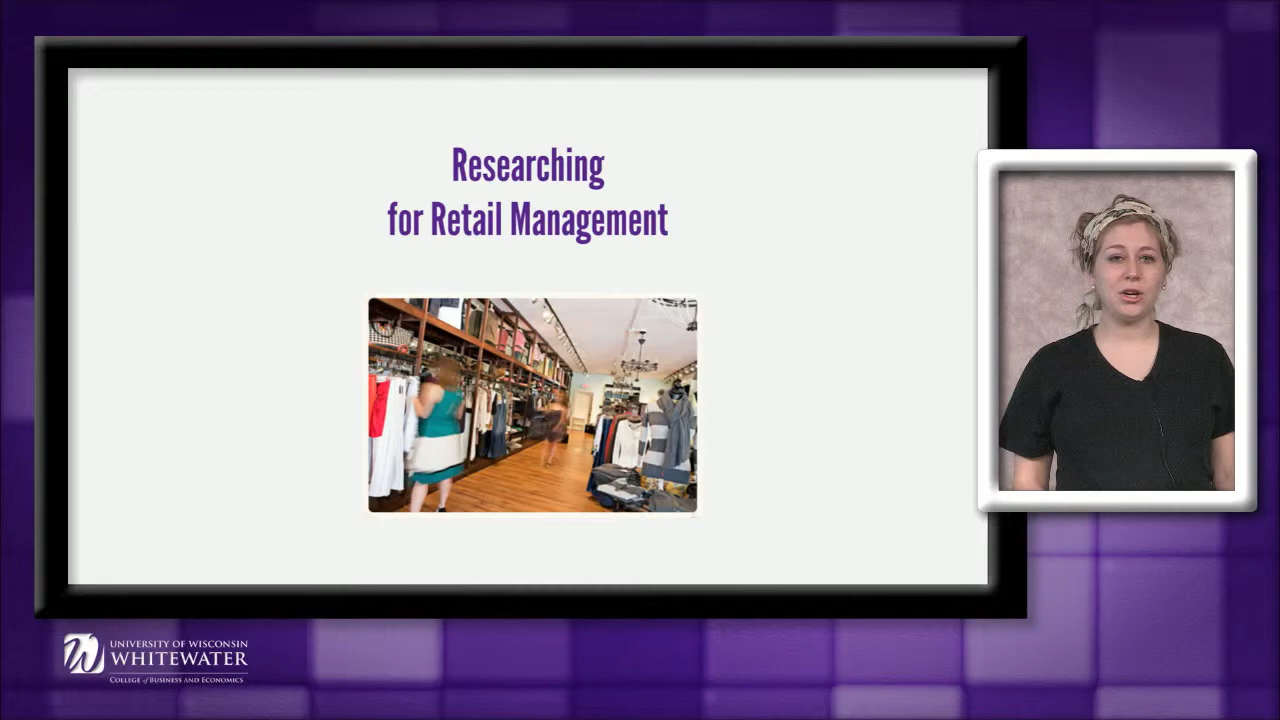 Researching
for Retail Management
UNIVERSITY OF WISCONSIN
WHITEWATER
COLLEGE of BUSINESS AND ECONOMICS